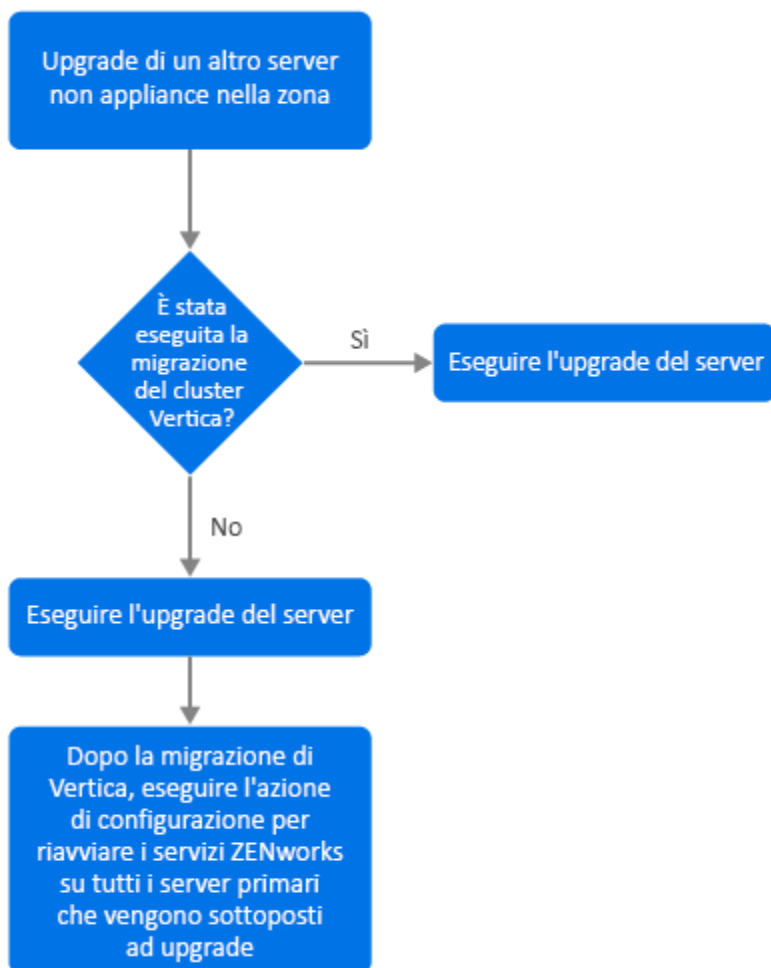 Upgrade di un altro server
non appliance nella zona
È stata
eseguita la
migrazione
del cluster
Vertica?
Sì
Eseguire l'upgrade del server
No
Eseguire l'upgrade del server
Dopo la migrazione di
Vertica, eseguire l'azione
di configurazione per
riavviare i servizi ZENworks
su tutti i server primari
che vengono sottoposti
ad upgrade